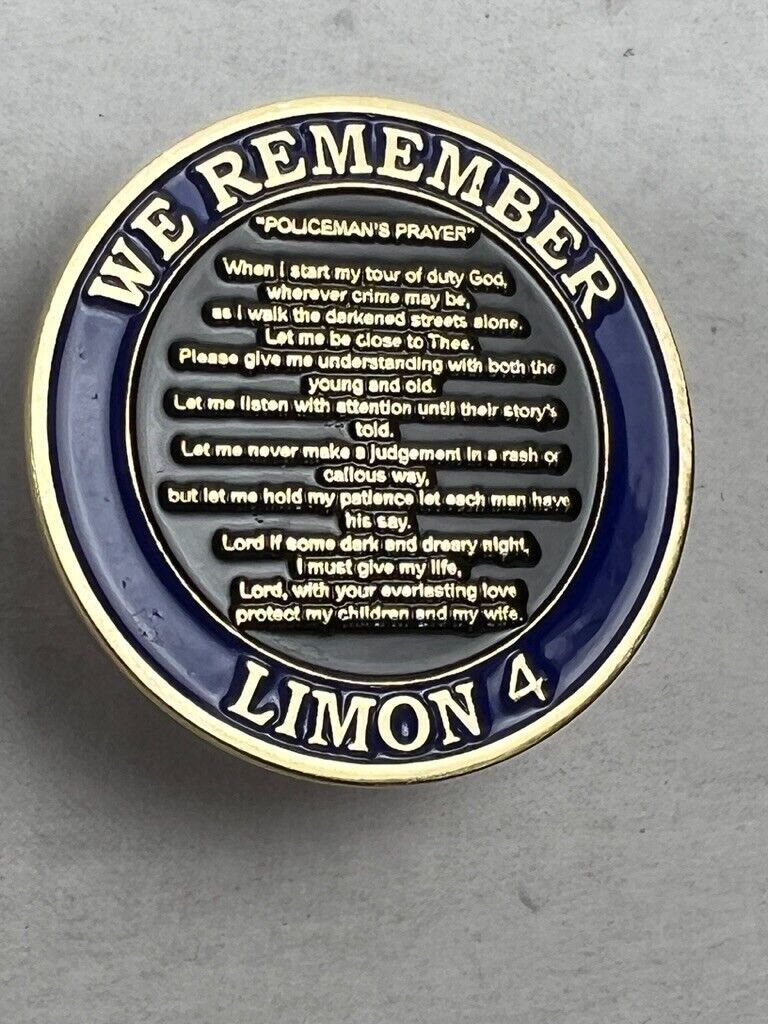 WE REMEMBER
"POLICEMAN'S PRAYER"
When I start my tour of duty God,
wherever crime may be,
as I walk the darkened streets alone.
Let me be close to Thee.
Please give me understanding with both the
young and old.
Let me listen with attention until their story's
told.
Let me never make a judgement in a rash or
callous way,
but let me hold my patience let each man have
his say.
Lord if some dark and dreary night,
I must give my life,
Lord, with your everlasting love
protect my children and my wife.
LIMON 4